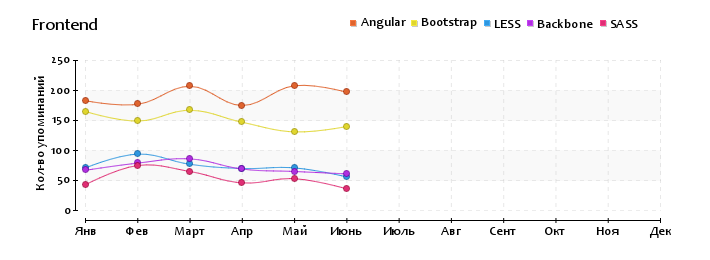 Frontend
Angular Bootstrap LESS Backbone SASS
Кол-во упоминаний
250
200
150
100
50
0
Янв Фев Март Апр Май Июнь Июль Авг Сент Окт Ноя Дек